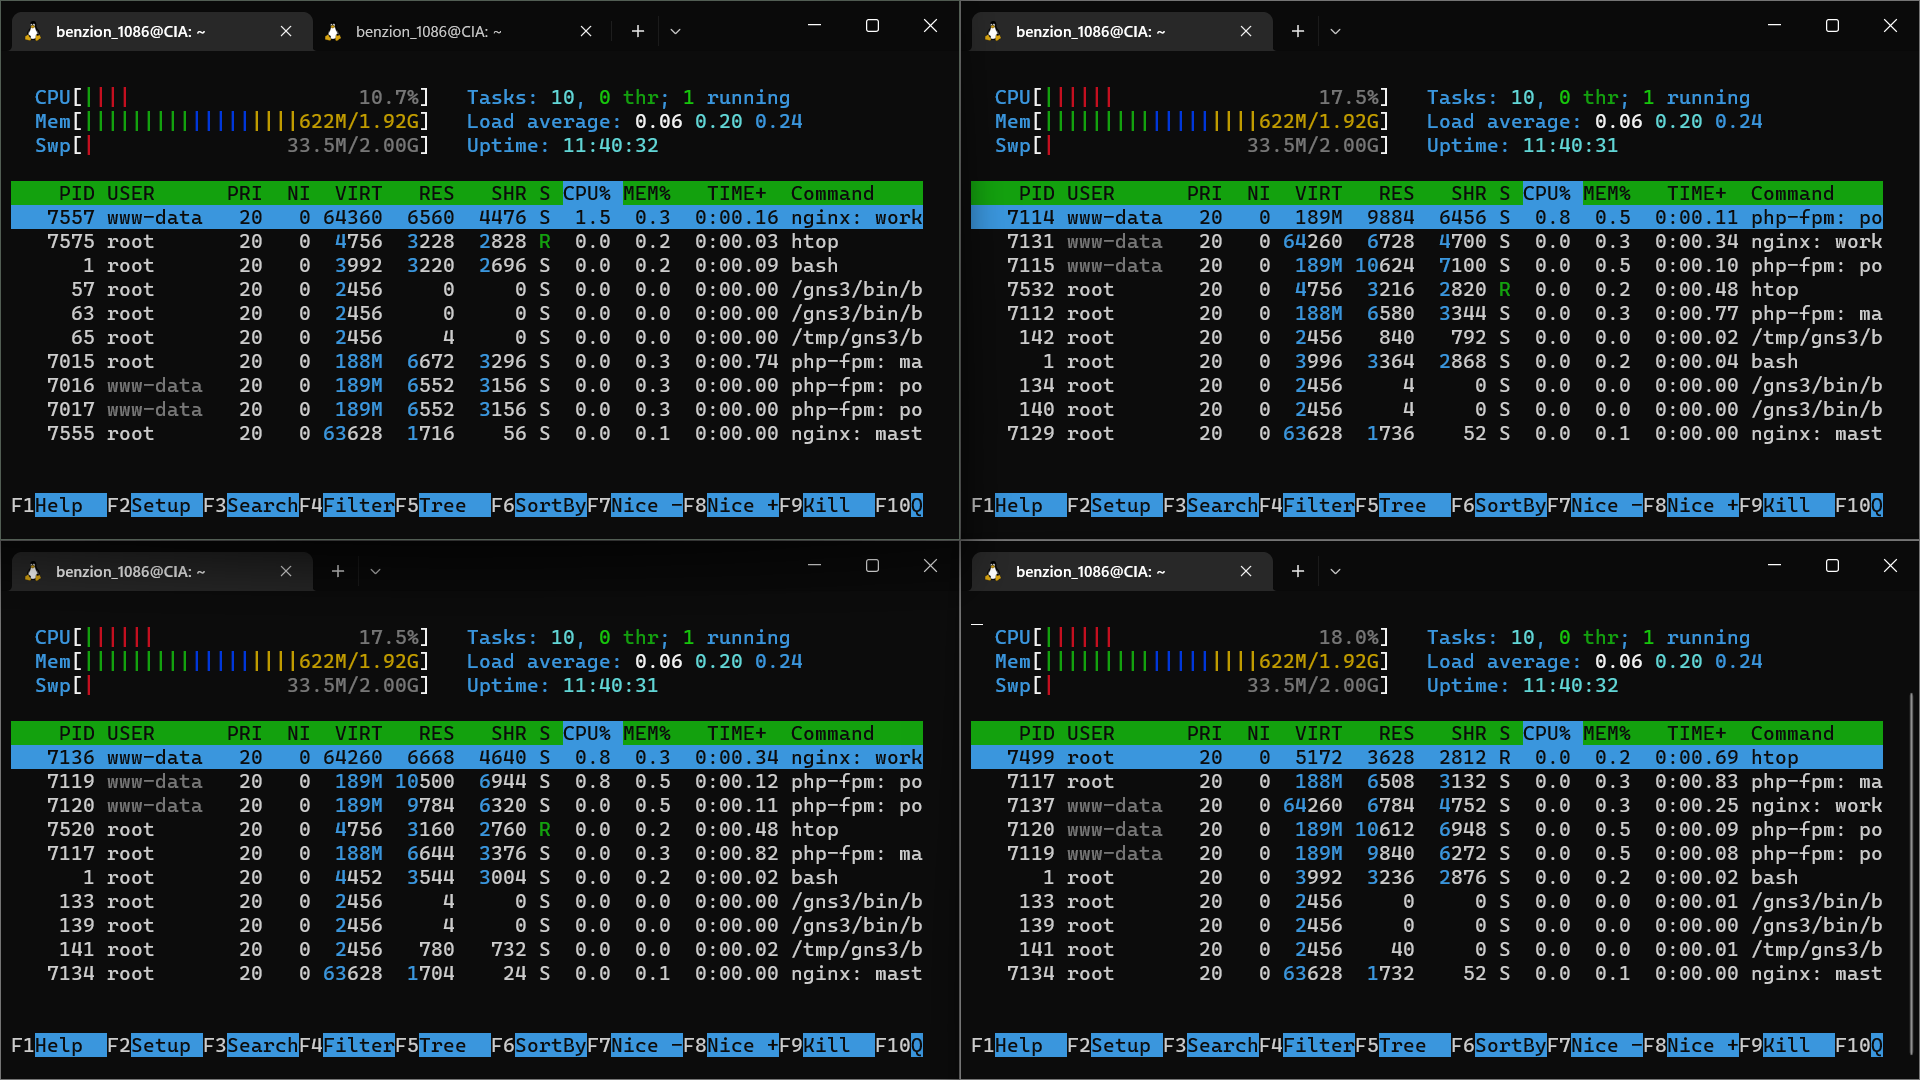 benzion_1086@CIA: ~
benzion_1086@CIA: ~
CPU[|||| 10.7%] Tasks: 10, 0 thr; 1 running
Mem[||||||||||||||||||622M/1.92G] Load average: 0.06 0.20 0.24
Swp[| 33.5M/2.00G] Uptime: 11:40:32
PID USER PRI NI VIRT RES SHR S CPU% MEM% TIME+ Command
7557 www-data 20 0 64360 6560 4476 S 1.5 0.3 0:00.16 nginx: work
7575 root 20 0 4756 3228 2828 R 0.0 0.2 0:00.03 htop
1 root 20 0 3992 3220 2696 S 0.0 0.2 0:00.09 bash
57 root 20 0 2456 0 0 S 0.0 0.0 0:00.00 /gns3/bin/b
63 root 20 0 2456 0 0 S 0.0 0.0 0:00.00 /gns3/bin/b
65 root 20 0 2456 4 0 S 0.0 0.0 0:00.00 /tmp/gns3/b
7015 root 20 0 188M 6672 3296 S 0.0 0.3 0:00.74 php-fpm: ma
7016 www-data 20 0 189M 6552 3156 S 0.0 0.3 0:00.00 php-fpm: po
7017 www-data 20 0 189M 6552 3156 S 0.0 0.3 0:00.00 php-fpm: po
7555 root 20 0 63628 1716 56 S 0.0 0.1 0:00.00 nginx: mast
F1Help F2Setup F3SearchF4FilterF5Tree F6SortByF7Nice -F8Nice +F9Kill F10Q
benzion_1086@CIA: ~
CPU[|||||| 17.5%] Tasks: 10, 0 thr; 1 running
Mem[||||||||||||||||||622M/1.92G] Load average: 0.06 0.20 0.24
Swp[| 33.5M/2.00G] Uptime: 11:40:31
PID USER PRI NI VIRT RES SHR S CPU% MEM% TIME+ Command
7114 www-data 20 0 189M 9884 6456 S 0.8 0.5 0:00.11 php-fpm: po
7131 www-data 20 0 64260 6728 4700 S 0.0 0.3 0:00.34 nginx: work
7115 www-data 20 0 189M 10624 7100 S 0.0 0.5 0:00.10 php-fpm: po
7532 root 20 0 4756 3216 2820 R 0.0 0.2 0:00.48 htop
7112 root 20 0 188M 6580 3344 S 0.0 0.3 0:00.77 php-fpm: ma
142 root 20 0 2456 840 792 S 0.0 0.0 0:00.02 /tmp/gns3/b
1 root 20 0 3996 3364 2868 S 0.0 0.2 0:00.04 bash
134 root 20 0 2456 4 0 S 0.0 0.0 0:00.00 /gns3/bin/b
140 root 20 0 2456 4 0 S 0.0 0.0 0:00.00 /gns3/bin/b
7129 root 20 0 63628 1736 52 S 0.0 0.1 0:00.00 nginx: mast
F1Help F2Setup F3SearchF4FilterF5Tree F6SortByF7Nice -F8Nice +F9Kill F10Q
benzion_1086@CIA: ~
CPU[|||||| 17.5%] Tasks: 10, 0 thr; 1 running
Mem[||||||||||||||||||622M/1.92G] Load average: 0.06 0.20 0.24
Swp[| 33.5M/2.00G] Uptime: 11:40:31
PID USER PRI NI VIRT RES SHR S CPU% MEM% TIME+ Command
7136 www-data 20 0 64260 6668 4640 S 0.8 0.3 0:00.34 nginx: work
7119 www-data 20 0 189M 10500 6944 S 0.8 0.5 0:00.12 php-fpm: po
7120 www-data 20 0 189M 9784 6320 S 0.0 0.5 0:00.11 php-fpm: po
7520 root 20 0 4756 3160 2760 R 0.0 0.2 0:00.48 htop
7117 root 20 0 188M 6644 3376 S 0.0 0.3 0:00.82 php-fpm: ma
1 root 20 0 4452 3544 3004 S 0.0 0.2 0:00.02 bash
133 root 20 0 2456 4 0 S 0.0 0.0 0:00.00 /gns3/bin/b
139 root 20 0 2456 4 0 S 0.0 0.0 0:00.00 /gns3/bin/b
141 root 20 0 2456 780 732 S 0.0 0.0 0:00.02 /tmp/gns3/b
7134 root 20 0 63628 1704 24 S 0.0 0.1 0:00.00 nginx: mast
F1Help F2Setup F3SearchF4FilterF5Tree F6SortByF7Nice -F8Nice +F9Kill F10Q
benzion_1086@CIA: ~
CPU[|||||| 18.0%] Tasks: 10, 0 thr; 1 running
Mem[||||||||||||||||||622M/1.92G] Load average: 0.06 0.20 0.24
Swp[| 33.5M/2.00G] Uptime: 11:40:32
PID USER PRI NI VIRT RES SHR S CPU% MEM% TIME+ Command
7499 root 20 0 5172 3628 2812 R 0.0 0.2 0:00.69 htop
7117 root 20 0 188M 6508 3132 S 0.0 0.3 0:00.83 php-fpm: ma
7137 www-data 20 0 64260 6784 4752 S 0.0 0.3 0:00.25 nginx: work
7120 www-data 20 0 189M 10612 6948 S 0.0 0.5 0:00.09 php-fpm: po
7119 www-data 20 0 189M 9840 6272 S 0.0 0.5 0:00.08 php-fpm: po
1 root 20 0 3992 3236 2876 S 0.0 0.2 0:00.02 bash
133 root 20 0 2456 0 0 S 0.0 0.0 0:00.01 /gns3/bin/b
139 root 20 0 2456 0 0 S 0.0 0.0 0:00.00 /gns3/bin/b
141 root 20 0 2456 40 0 S 0.0 0.0 0:00.01 /tmp/gns3/b
7134 root 20 0 63628 1732 52 S 0.0 0.1 0:00.00 nginx: mast
F1Help F2Setup F3SearchF4FilterF5Tree F6SortByF7Nice -F8Nice +F9Kill F10Q